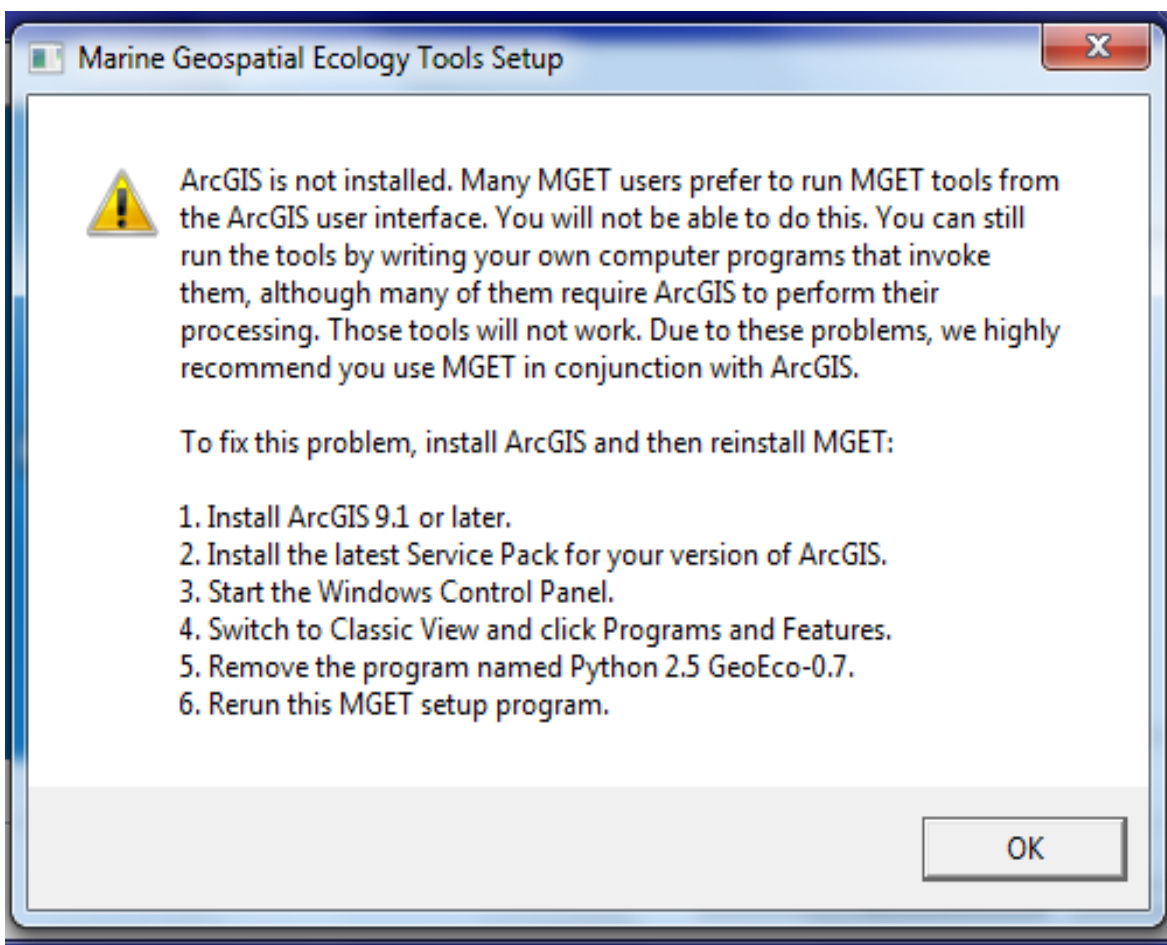 Marine Geospatial Ecology Tools Setup
ArcGIS is not installed. Many MGET users prefer to run MGET tools from
the ArcGIS user interface. You will not be able to do this. You can still
run the tools by writing your own computer programs that invoke
them, although many of them require ArcGIS to perform their
processing. Those tools will not work. Due to these problems, we highly
recommend you use MGET in conjunction with ArcGIS.
To fix this problem, install ArcGIS and then reinstall MGET:
1. Install ArcGIS 9.1 or later.
2. Install the latest Service Pack for your version of ArcGIS.
3. Start the Windows Control Panel.
4. Switch to Classic View and click Programs and Features.
5. Remove the program named Python 2.5 GeoEco-0.7.
6. Rerun this MGET setup program.
OK